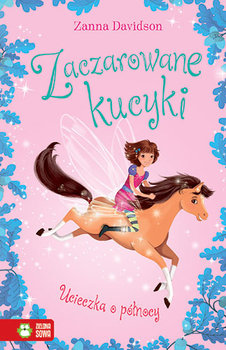 Zanna Davidson
Zaczarowane
kucyki
Ucieczka o północy
ZIELONA
SOWA